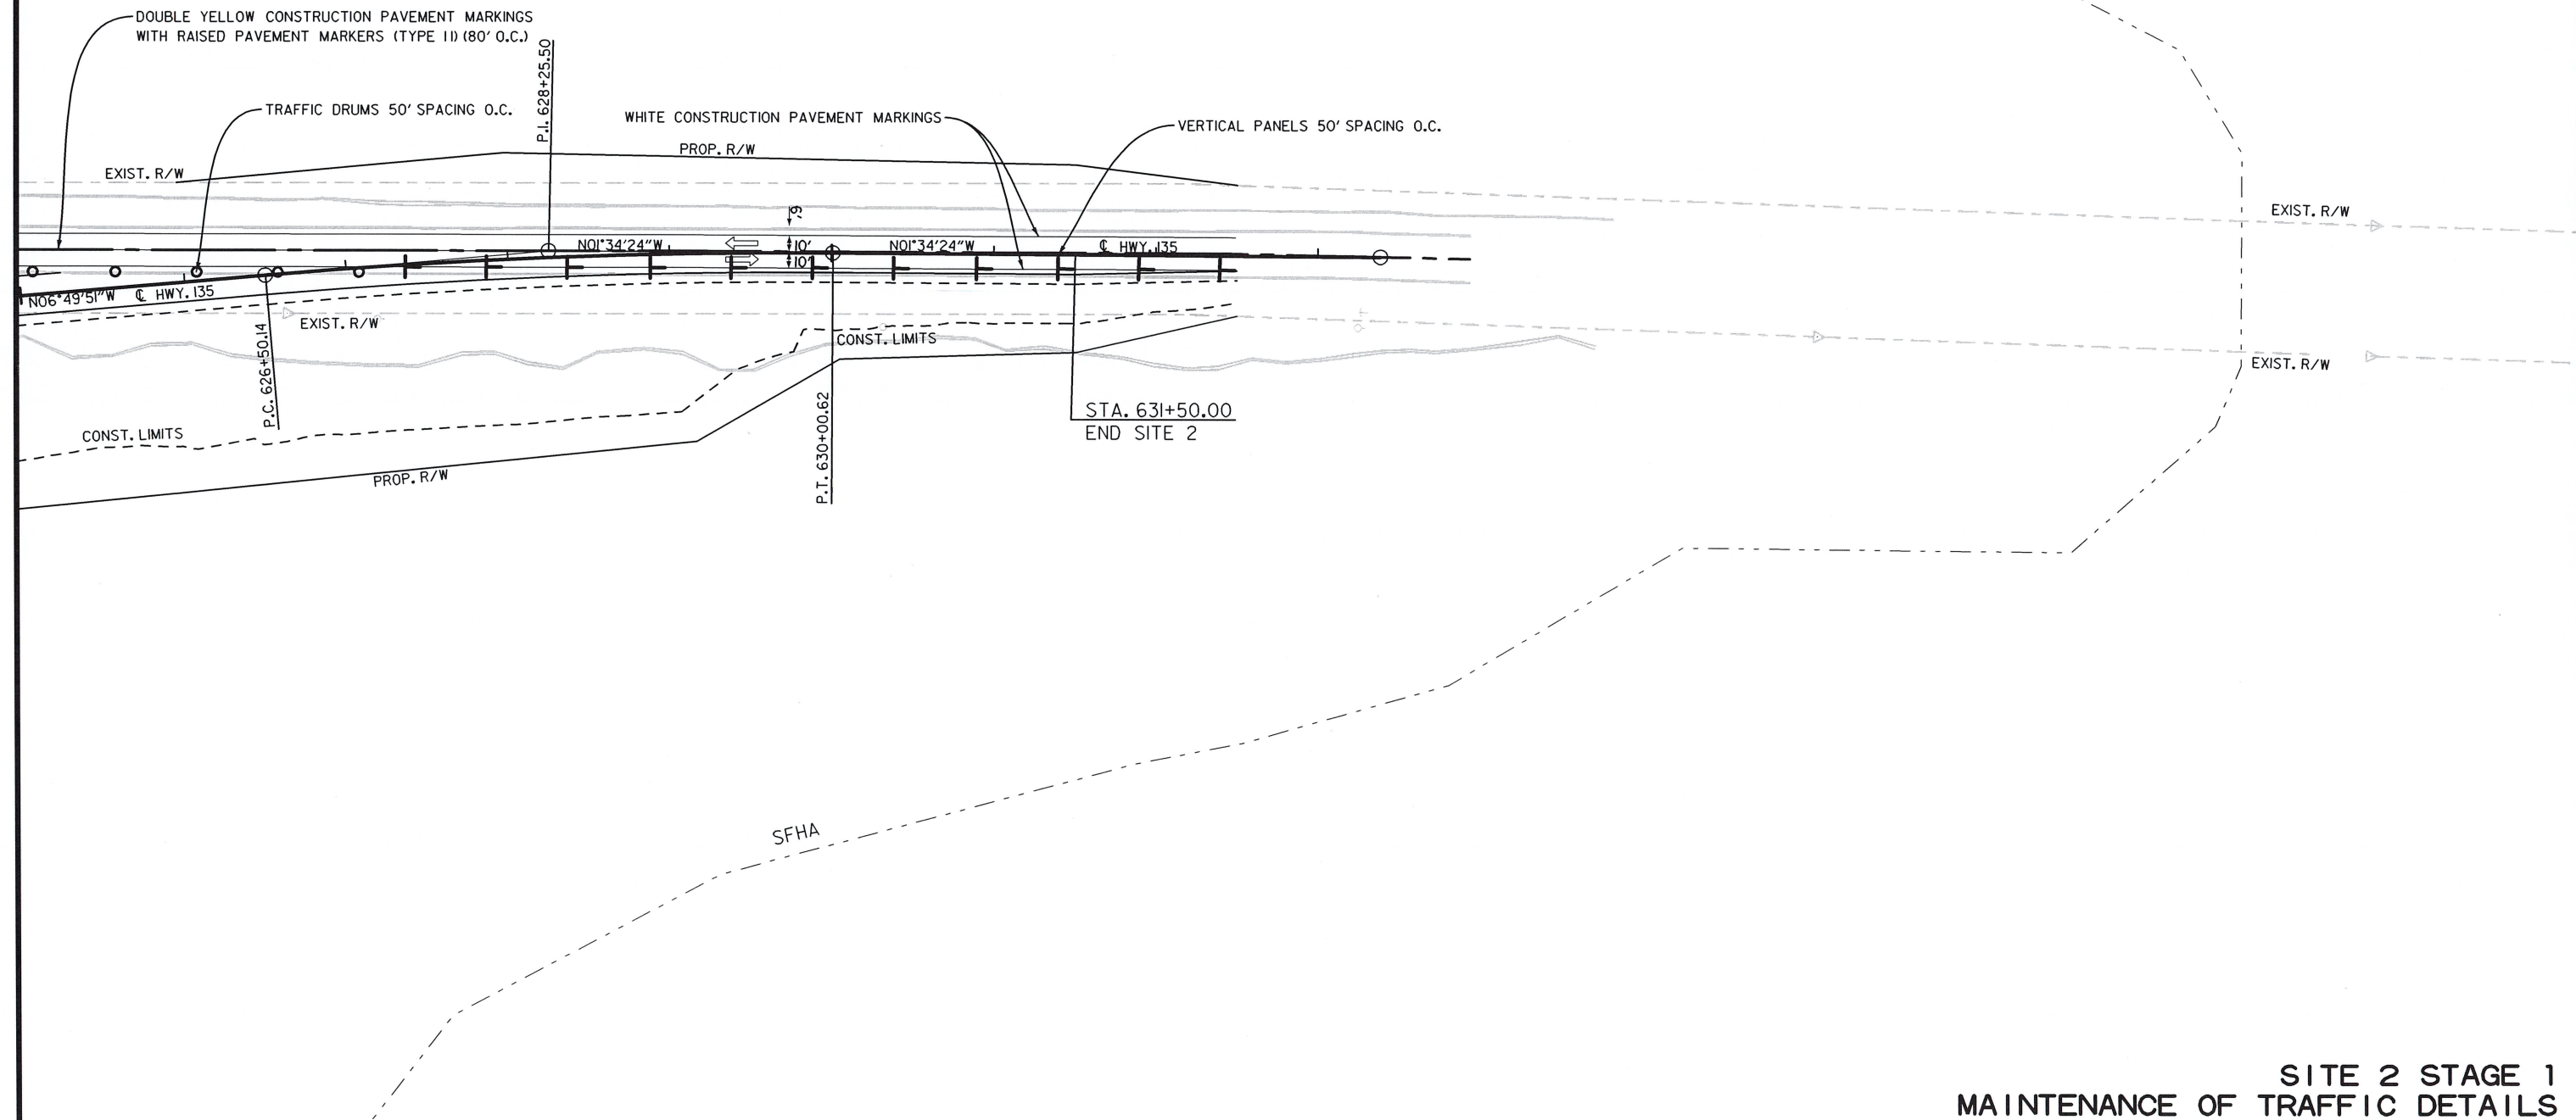 DOUBLE YELLOW CONSTRUCTION PAVEMENT MARKINGS
WITH RAISED PAVEMENT MARKERS (TYPE II) (80' O.C.)
P.I. 628+25.50
TRAFFIC DRUMS 50' SPACING O.C.
WHITE CONSTRUCTION PAVEMENT MARKINGS
VERTICAL PANELS 50' SPACING O.C.
PROP. R/W
EXIST. R/W
EXIST. R/W
6'
N01°34'24"W
10'
N01°34'24"W
℄ HWY. 135
10'
N06°49'51"W ℄ HWY. 135
EXIST. R/W
CONST. LIMITS
EXIST. R/W
P.C. 626+50.14
P.T. 630+00.62
STA. 631+50.00
END SITE 2
CONST. LIMITS
PROP. R/W
SFHA
SITE 2 STAGE 1
MAINTENANCE OF TRAFFIC DETAILS